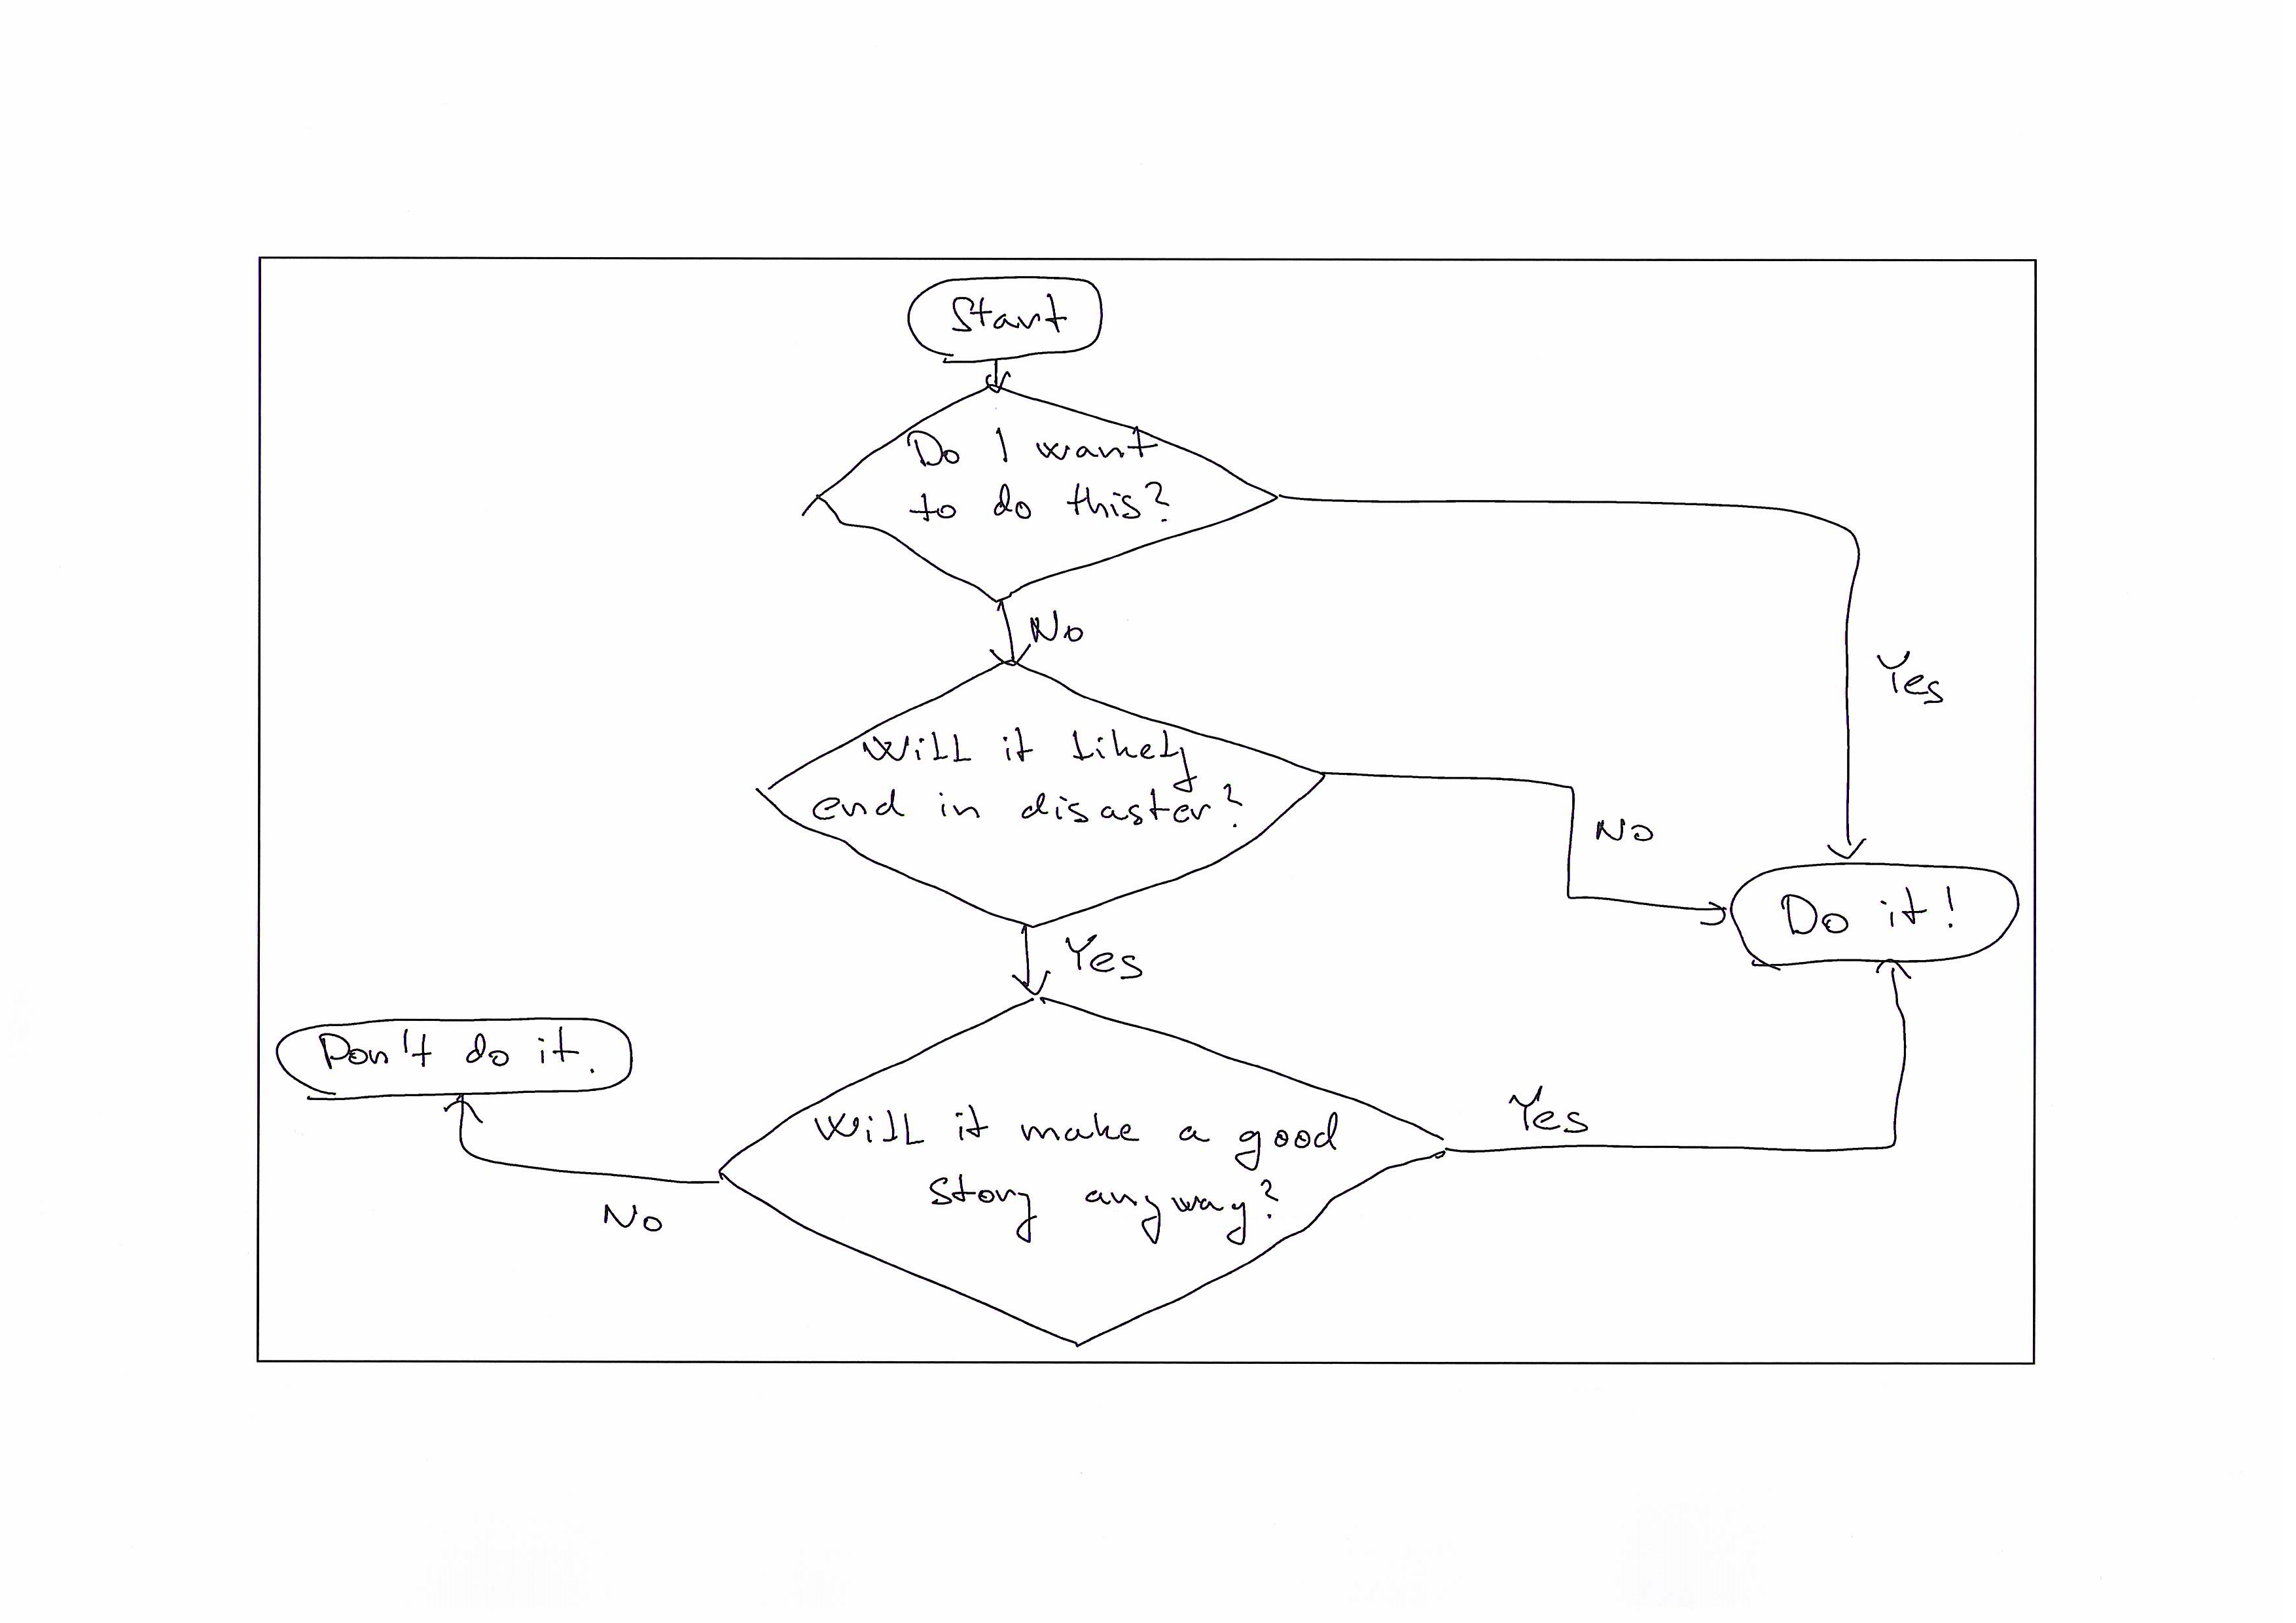 Start
Do I want
to do this?
No
Yes
Will it likely
end in disaster?
No
Do it!
Yes
Don't do it.
Will it make a good
story anyway?
Yes
No